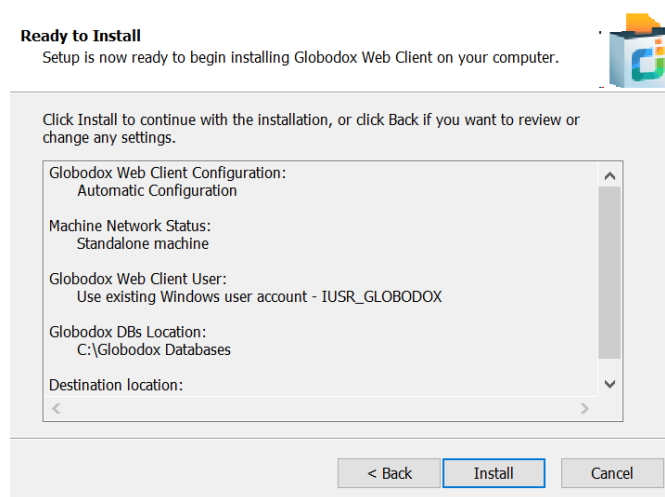 Ready to Install
Setup is now ready to begin installing Globodox Web Client on your computer.
Click Install to continue with the installation, or click Back if you want to review or
change any settings.
Globodox Web Client Configuration:
Automatic Configuration
Machine Network Status:
Standalone machine
Globodox Web Client User:
Use existing Windows user account - IUSR_GLOBODOX
Globodox DBs Location:
C:\Globodox Databases
Destination location:
< Back
Install
Cancel